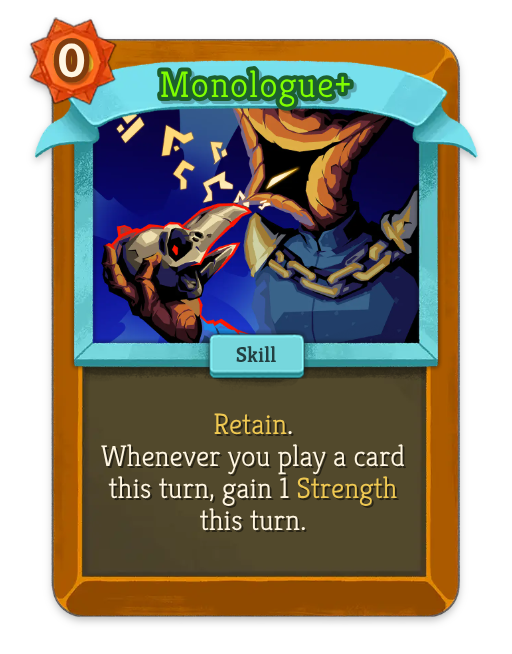 0
Monologue+
Skill
Retain.
Whenever you play a card
this turn, gain 1 Strength
this turn.